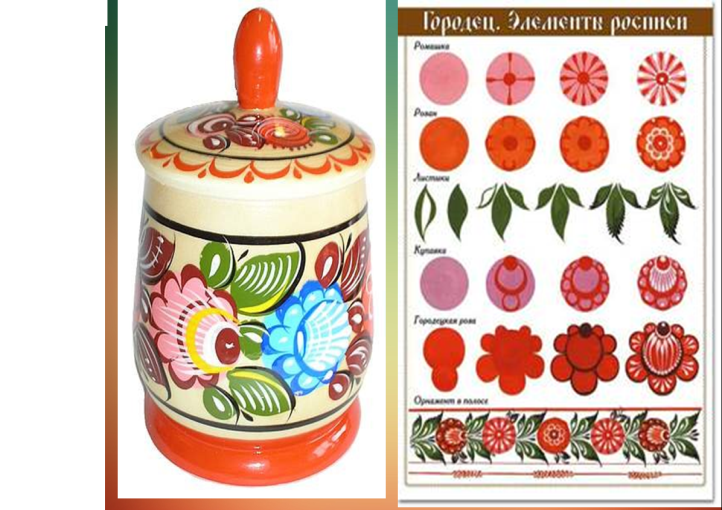 Городец. Элементы росписи
Ромашка
Розан
Листики
Купавка
Городецкая роза
Орнамент в полосе